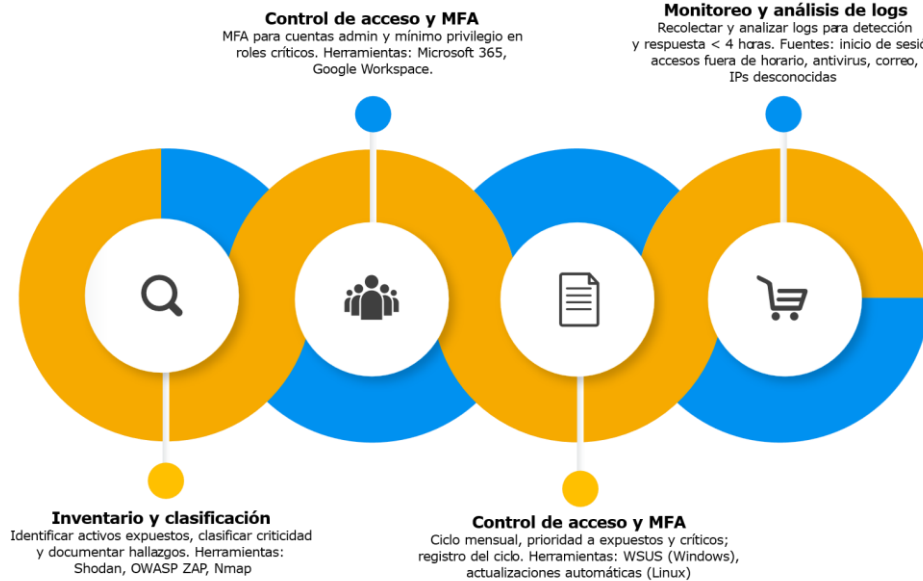 Control de acceso y MFA
MFA para cuentas admin y mínimo privilegio en
roles críticos. Herramientas: Microsoft 365,
Google Workspace.
Monitoreo y análisis de logs
Recolectar y analizar logs para detección
y respuesta < 4 horas. Fuentes: inicio de
accesos fuera de horario, antivirus, correo,
IPs desconocidas
Inventario y clasificación
Identificar activos expuestos, clasificar criticidad
y documentar hallazgos. Herramientas:
Shodan, OWASP ZAP, Nmap
Control de acceso y MFA
Ciclo mensual, prioridad a expuestos y críticos;
registro del ciclo. Herramientas: WSUS (Windows),
actualizaciones automáticas (Linux)